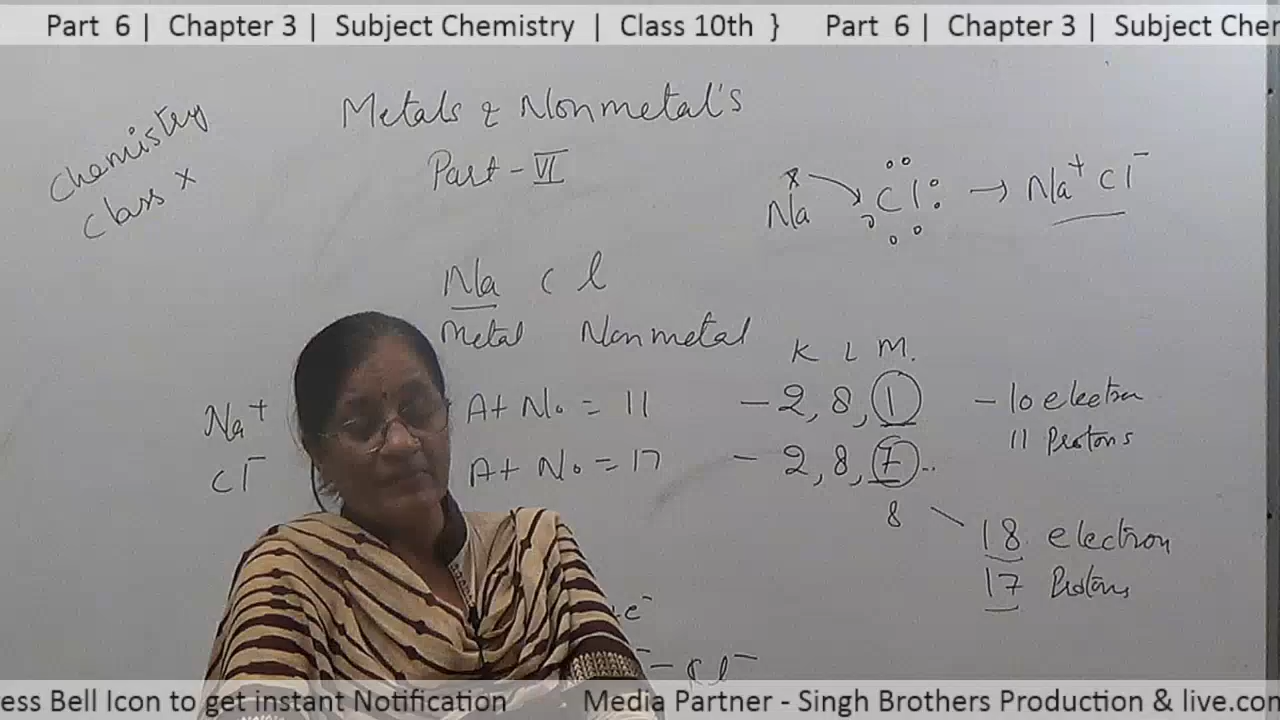 Part 6 | Chapter 3 | Subject Chemistry | Class 10th } Part 6 | Chapter 3 | Subject Cher
Chemistry
Class X
Metals & Nonmetal's
Part - VI
Na Cl → Na⁺ Cl⁻
Na Cl
Metal Nonmetal
K L M.
Na⁺ At No = 11 - 2, 8, 1 - 10 electron
11 Protons
Cl⁻ At No = 17 - 2, 8, 7
8 18 electron
17 Protons
e⁻
Cl⁻
ess Bell Icon to get instant Notification Media Partner - Singh Brothers Production & live.com